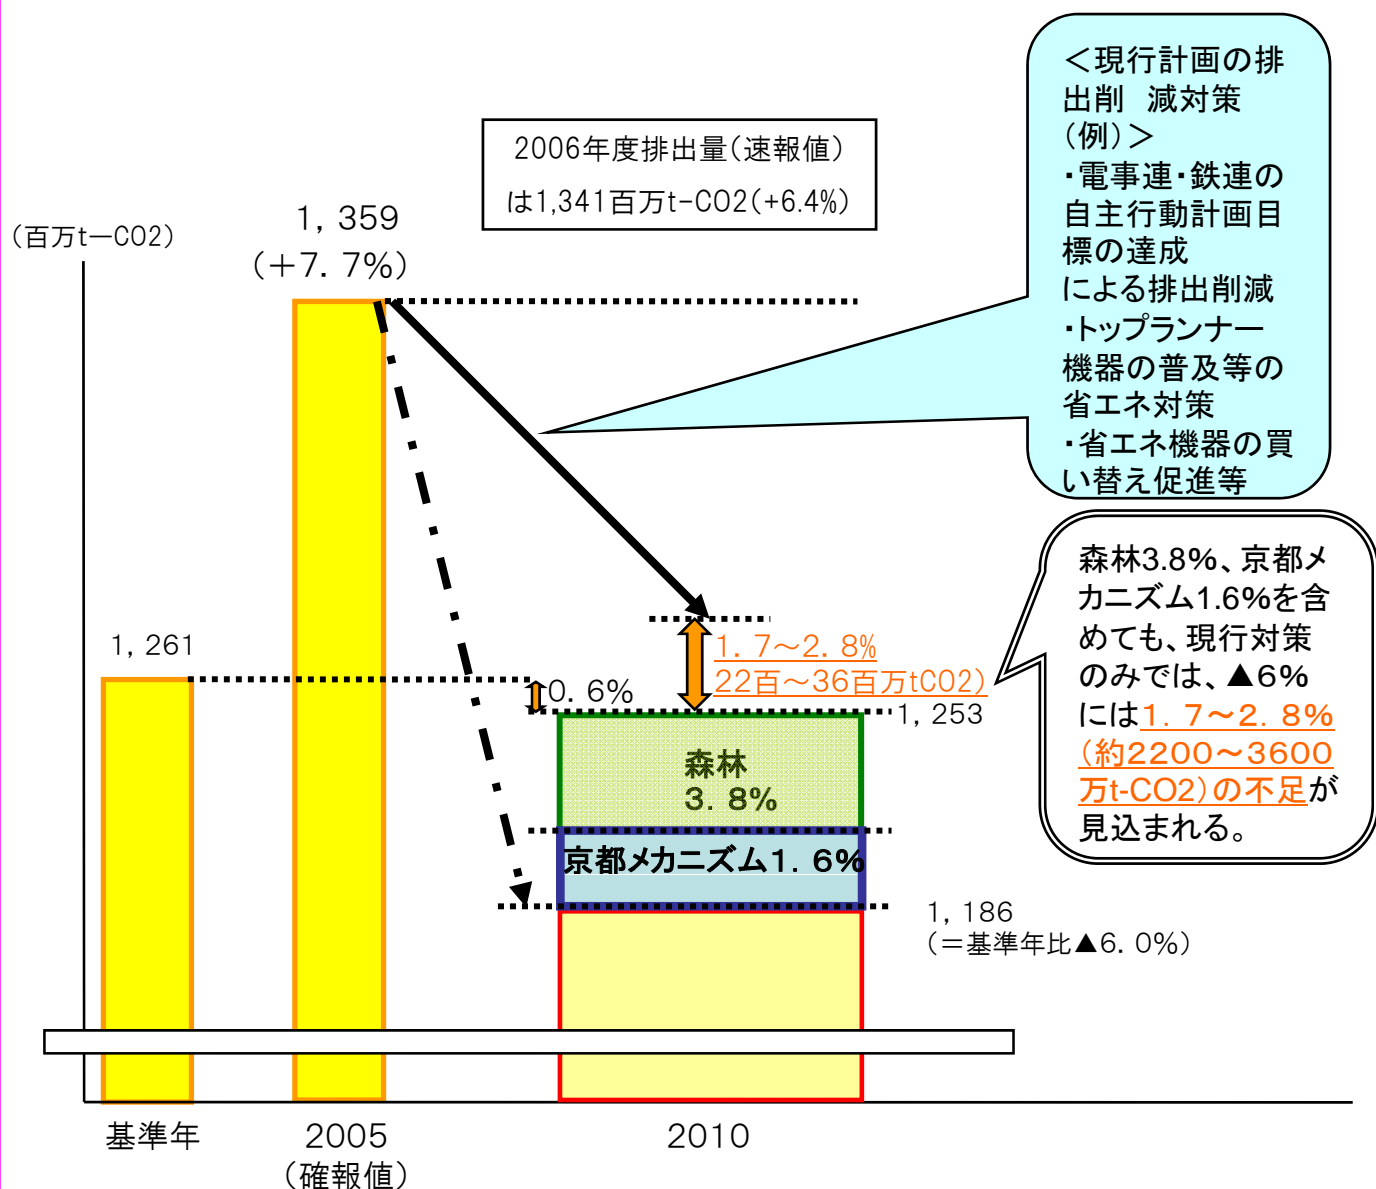 ＜現行計画の排
出削　減対策
（例）＞
・電事連・鉄連の
自主行動計画目
標の達成
による排出削減
・トップランナー
機器の普及等の
省エネ対策
・省エネ機器の買
い替え促進等
2006年度排出量（速報値）
は1,341百万t-CO2（+6.4%）
（百万t－CO2）
1，359
（＋7．7%）
1，261
1．7～2．8%
22百～36百万tCO2）
0．6%
1，253
森林
3．8%
京都メカニズム1．6%
1，186
（＝基準年比▲6．0%）
森林3.8%、京都メ
カニズム1.6%を含
めても、現行対策
のみでは、▲6%
には1．7～2．8%
（約2200～3600
万t-CO2）の不足が
見込まれる。
基準年
2005
（確報値）
2010